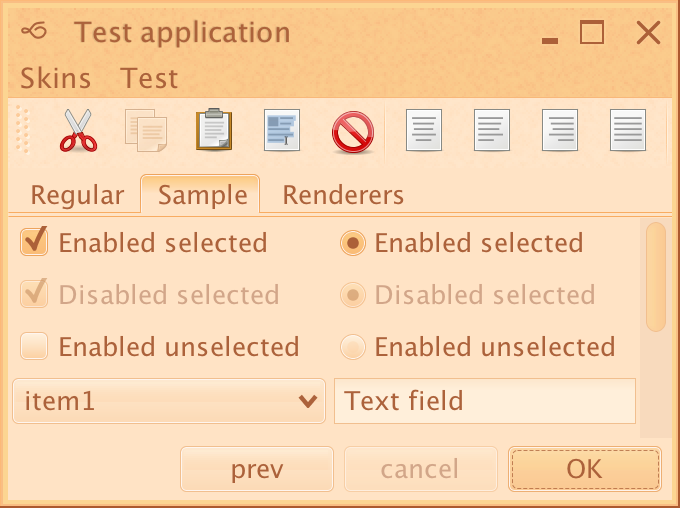 Test application
Skins Test
Regular Sample Renderers
Enabled selected Enabled selected
Disabled selected Disabled selected
Enabled unselected Enabled unselected
item1 Text field
prev cancel OK